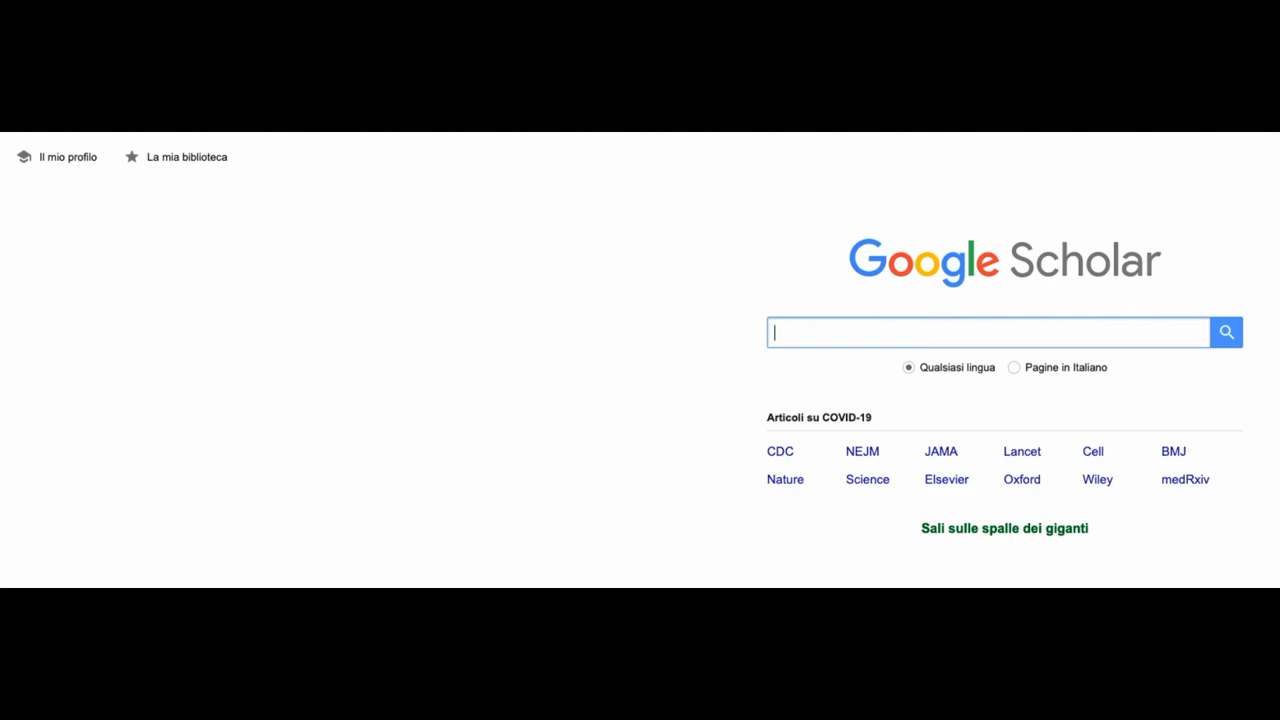 Il mio profilo La mia biblioteca
Google Scholar
Qualsiasi lingua Pagine in Italiano
Articoli su COVID-19
CDC NEJM JAMA Lancet Cell BMJ
Nature Science Elsevier Oxford Wiley medRxiv
Sali sulle spalle dei giganti